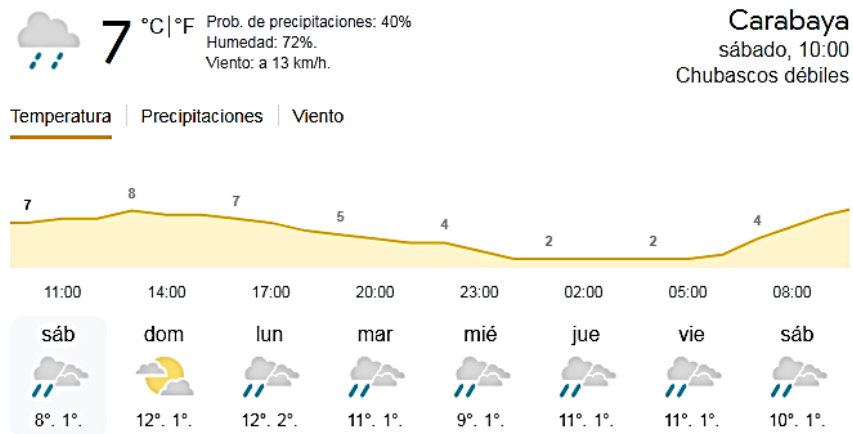 7 °C|°F
Prob. de precipitaciones: 40%
Humedad: 72%.
Viento: a 13 km/h.
Carabaya
sábado, 10:00
Chubascos débiles
Temperatura | Precipitaciones | Viento
7 8 7 5 4 2 2 4
11:00 14:00 17:00 20:00 23:00 02:00 05:00 08:00
sáb dom lun mar mié jue vie sáb
8°. 1°. 12°. 1°. 12°. 2°. 11°. 1°. 9°. 1°. 11°. 1°. 11°. 1°. 10°. 1°.